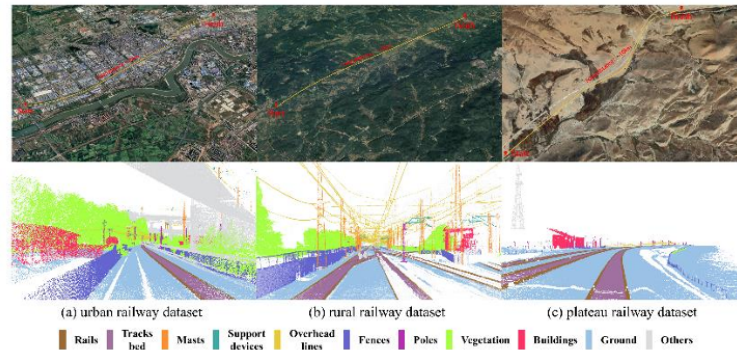 (a) urban railway dataset
(b) rural railway dataset
(c) plateau railway dataset
Rails
Tracks bed
Masts
Support devices
Overhead lines
Fences
Poles
Vegetation
Buildings
Ground
Others